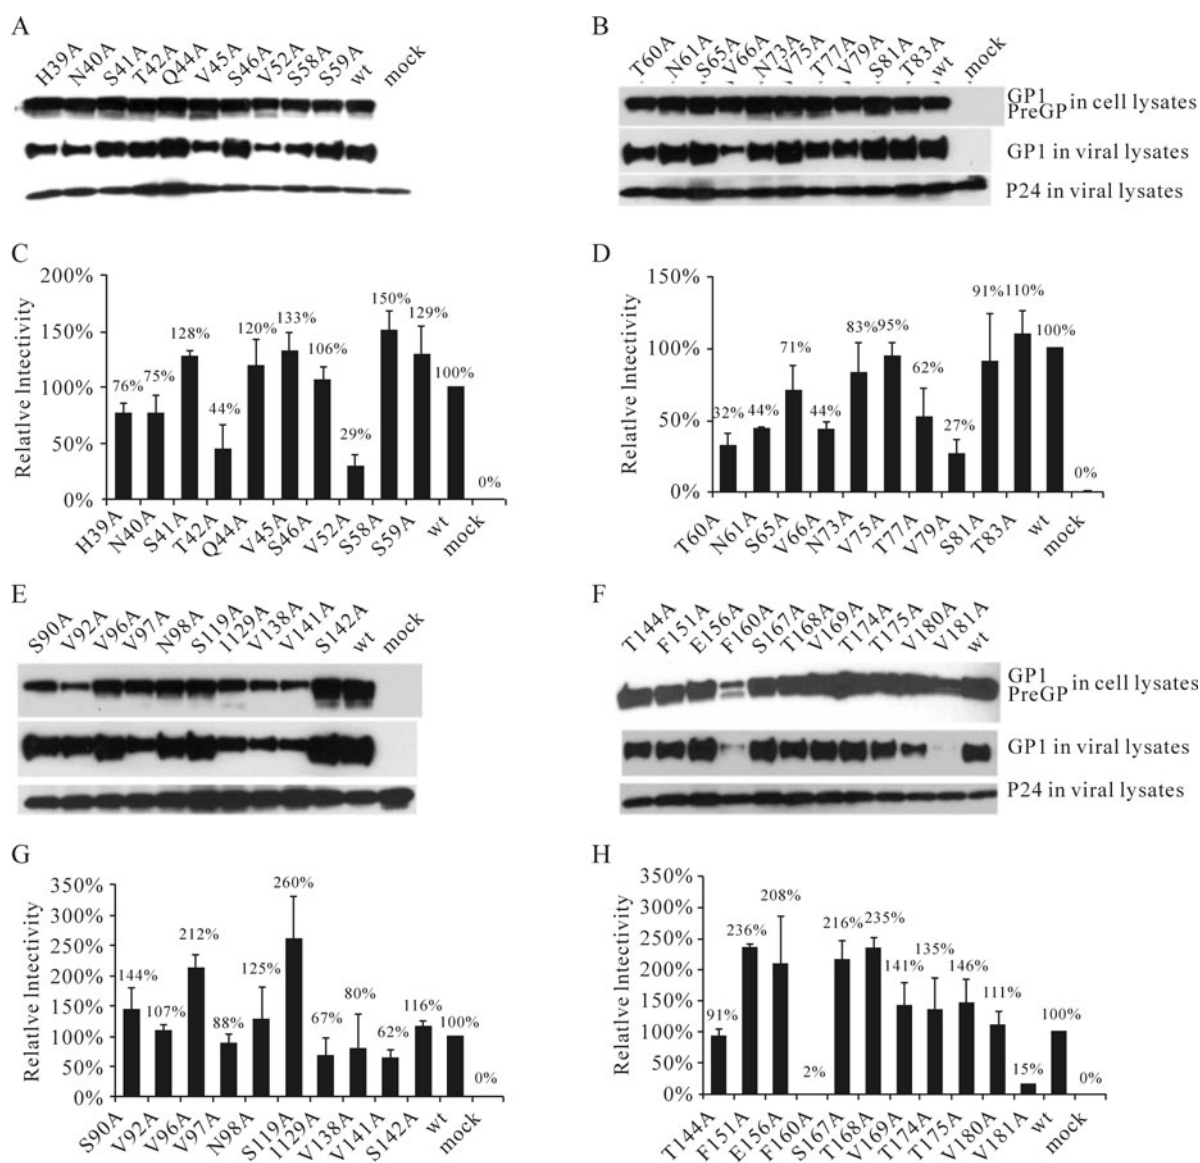 A
H39A N40A S41A T42A Q44A V45A S46A V52A S58A S59A wt mock
B
T60A N61A S65A V66A N73A V75A T77A V79A S81A T83A wt mock
GP1
PreGP in cell lysates
GP1 in viral lysates
P24 in viral lysates
C
Relatlve Intectivity
200%
150%
100%
50%
0%
76% 75% 128% 44% 120% 133% 106% 29% 150% 129% 100% 0%
H39A N40A S41A T42A Q44A V45A S46A V52A S58A S59A wt mock
D
Relatlve Intectivity
150%
100%
50%
0%
32% 44% 71% 44% 83% 95% 62% 27% 91% 110% 100% 0%
T60A N61A S65A V66A N73A V75A T77A V79A S81A T83A wt mock
E
S90A V92A V96A V97A N98A S119A I129A V138A V141A S142A wt mock
F
T144A F151A E156A F160A S167A T168A V169A T174A T175A V180A V181A wt
GP1
PreGP in cell lysates
GP1 in viral lysates
P24 in viral lysates
G
Relatlve Intectivity
350%
300%
250%
200%
150%
100%
50%
0%
144% 107% 212% 88% 125% 260% 67% 80% 62% 116% 100% 0%
S90A V92A V96A V97A N98A S119A I129A V138A V141A S142A wt mock
H
Relatlve Intectivity
350%
300%
250%
200%
150%
100%
50%
0%
91% 236% 208% 2% 216% 235% 141% 135% 146% 111% 15% 100% 0%
T144A F151A E156A F160A S167A T168A V169A T174A T175A V180A V181A wt mock